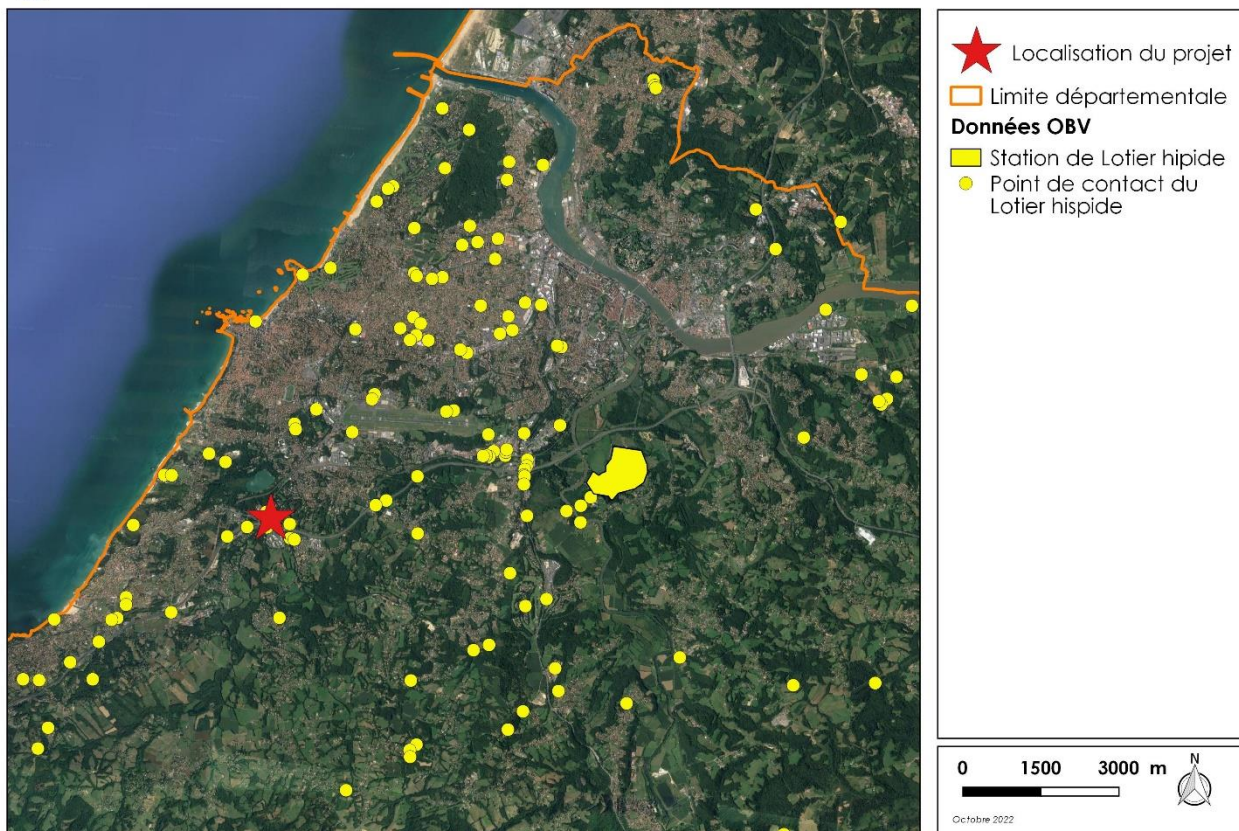 Localisation du projet
Limite départementale
Données OBV
Station de Lotier hipide
Point de contact du
Lotier hispide
0 1500 3000 m
N
Octobre 2022